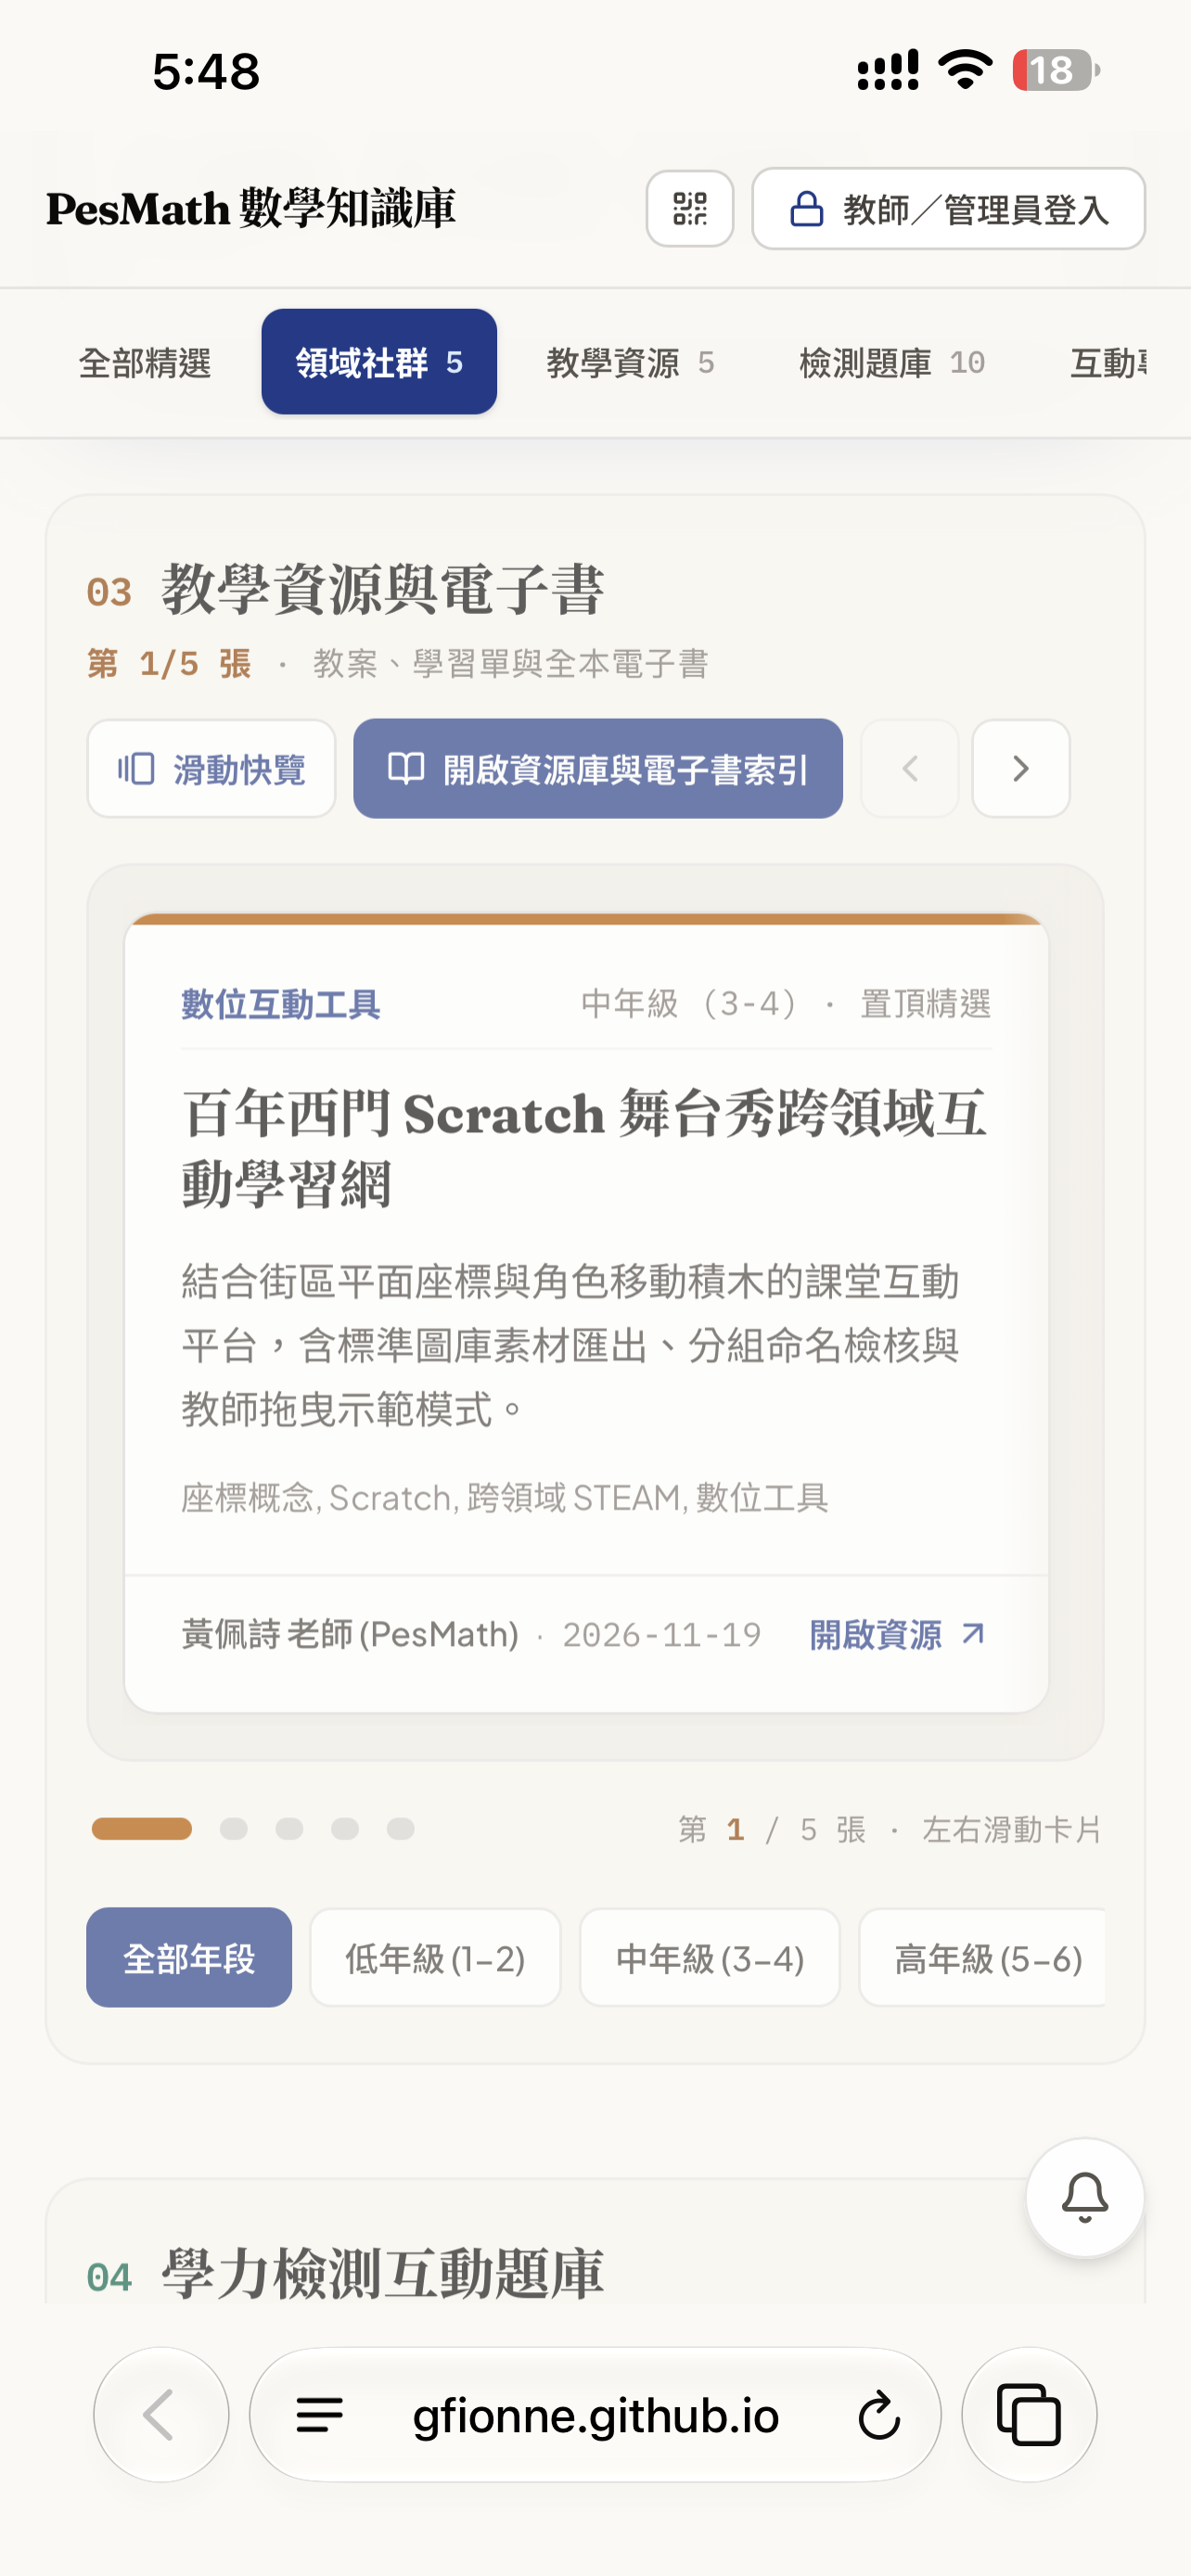 5:48
18
PesMath 數學知識庫
教師／管理員登入
全部精選
領域社群 5
教學資源 5
檢測題庫 10
互動
03 教學資源與電子書
第 1/5 張 · 教案、學習單與全本電子書
滑動快覽
開啟資源庫與電子書索引
數位互動工具
中年級（3-4） · 置頂精選
百年西門 Scratch 舞台秀跨領域互
動學習網
結合街區平面座標與角色移動積木的課堂互動
平台，含標準圖庫素材匯出、分組命名檢核與
教師拖曳示範模式。
座標概念, Scratch, 跨領域 STEAM, 數位工具
黃佩詩 老師 (PesMath) · 2026-11-19
開啟資源
第 1 / 5 張 · 左右滑動卡片
全部年段
低年級 (1-2)
中年級 (3-4)
高年級 (5-6)
04 學力檢測互動題庫
gfionne.github.io